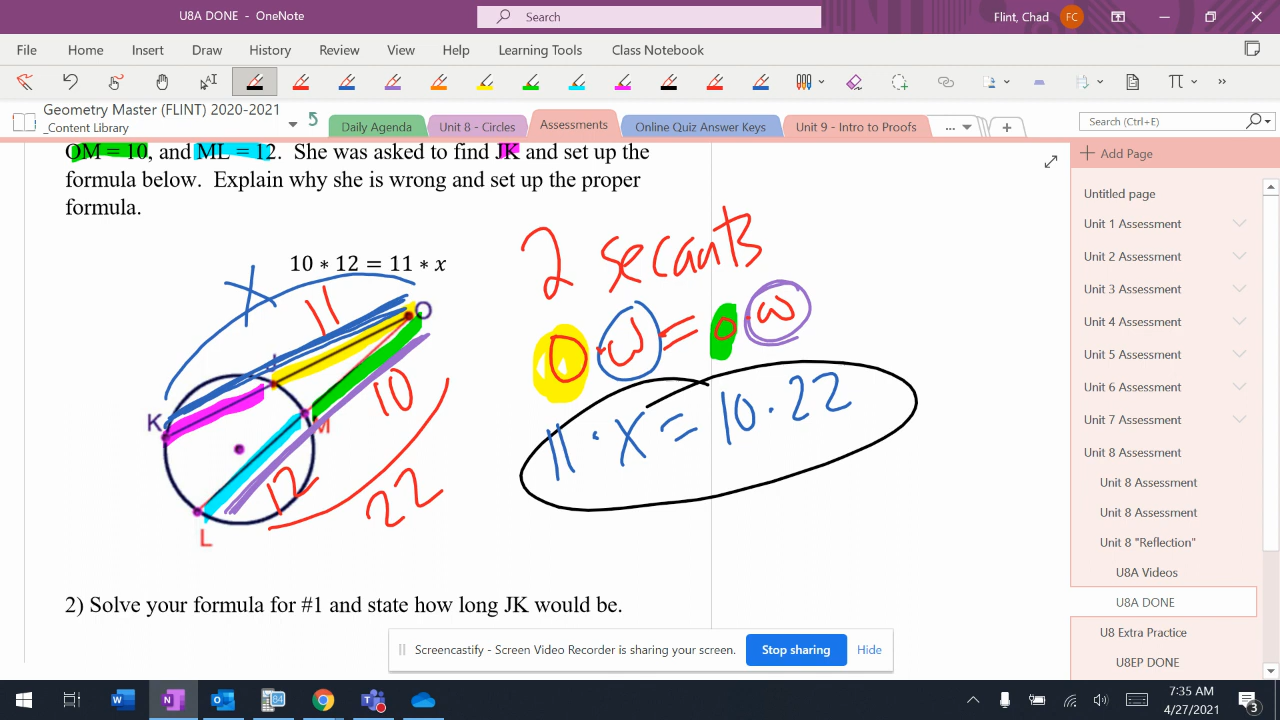 U8A DONE - OneNote
Search
Flint, Chad FC
File Home Insert Draw History Review View Help Learning Tools Class Notebook
Geometry Master (FLINT) 2020-2021
_Content Library
Daily Agenda Unit 8 - Circles Assessments Online Quiz Answer Keys Unit 9 - Intro to Proofs ... +
Search (Ctrl+E)
Add Page
OM = 10, and ML = 12. She was asked to find JK and set up the
formula below. Explain why she is wrong and set up the proper
formula.
10 * 12 = 11 * x
2 secants
O · W = O · W
11 · X = 10 · 22
X
11
O
J
K
10
M
12
22
L
2) Solve your formula for #1 and state how long JK would be.
Untitled page
Unit 1 Assessment
Unit 2 Assessment
Unit 3 Assessment
Unit 4 Assessment
Unit 5 Assessment
Unit 6 Assessment
Unit 7 Assessment
Unit 8 Assessment
Unit 8 Assessment
Unit 8 Assessment
Unit 8 "Reflection"
U8A Videos
U8A DONE
U8 Extra Practice
U8EP DONE
Screencastify - Screen Video Recorder is sharing your screen. Stop sharing Hide
7:35 AM
4/27/2021
3